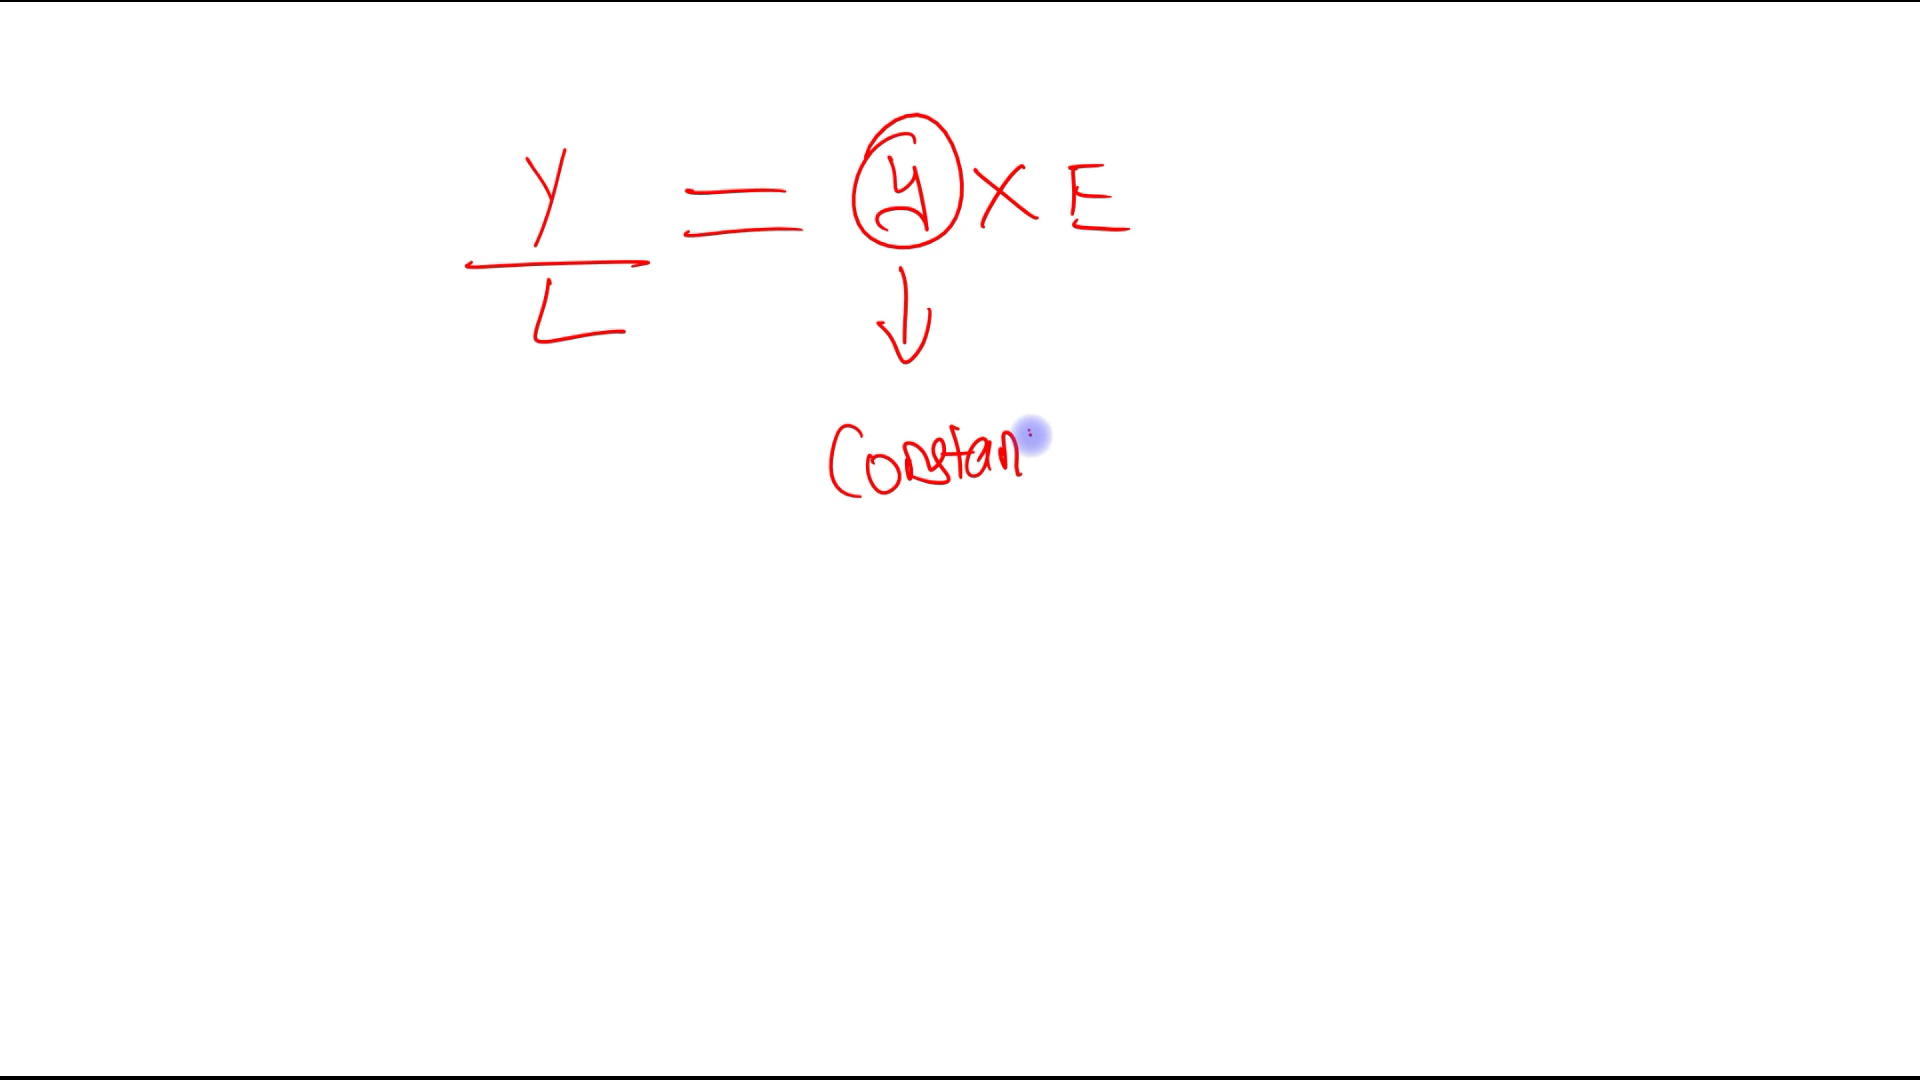 Y/L = y X E
Constan